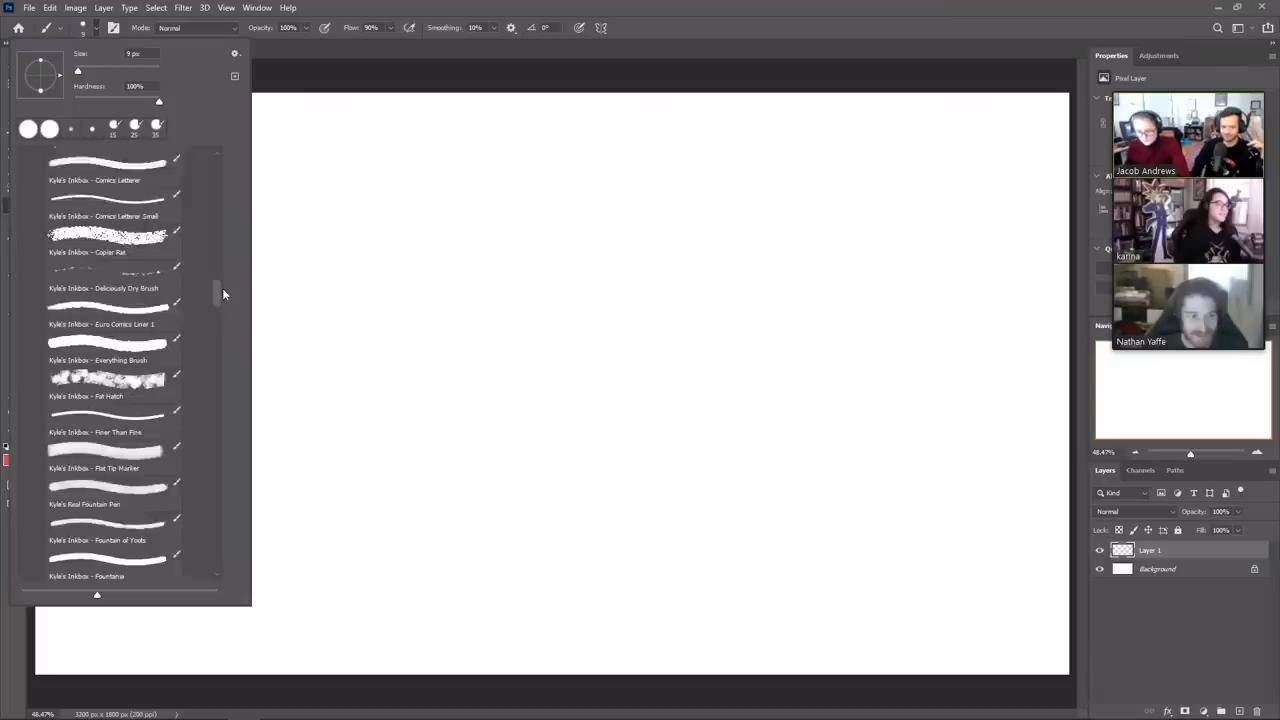 Ps File Edit Image Layer Type Select Filter 3D View Window Help
9 Mode: Normal Opacity: 100% Flow: 90% Smoothing: 10% 0°
Size: 9 px
Hardness: 100%
15 25 35
Kyle's Inkbox - Comics Letterer
Kyle's Inkbox - Comics Letterer Small
Kyle's Inkbox - Copier Rat
Kyle's Inkbox - Deliciously Dry Brush
Kyle's Inkbox - Euro Comics Liner 1
Kyle's Inkbox - Everything Brush
Kyle's Inkbox - Fat Hatch
Kyle's Inkbox - Finer Than Fine
Kyle's Inkbox - Flat Tip Marker
Kyle's Real Fountain Pen
Kyle's Inkbox - Fountain of Yoots
Kyle's Inkbox - Fountania
Properties Adjustments
Pixel Layer
Jacob Andrews
karina
Nathan Yaffe
48.47%
Layers Channels Paths
Kind
Normal Opacity: 100%
Lock: Fill: 100%
Layer 1
Background
48.47% 3200 px x 1800 px (200 ppi)